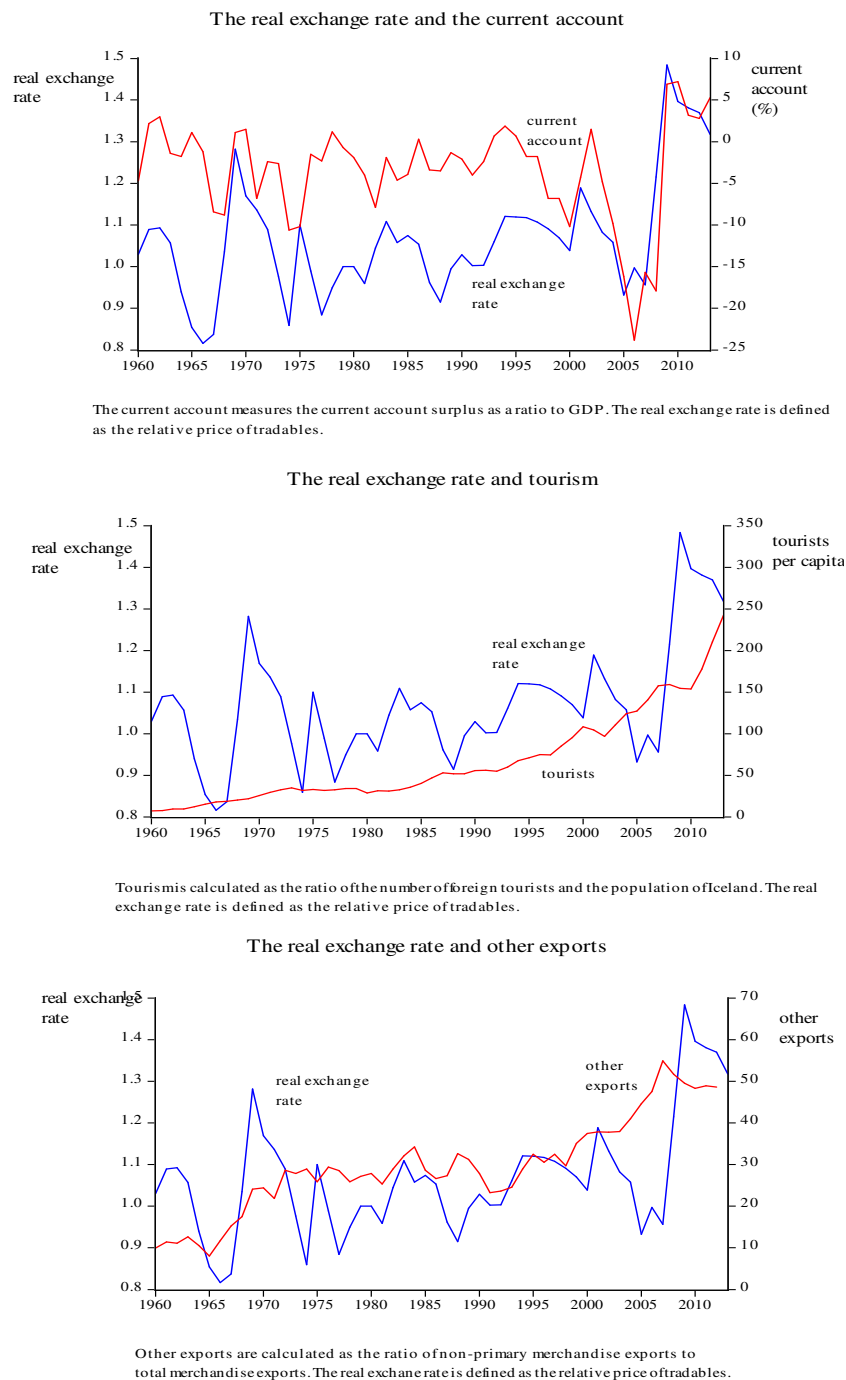 The real exchange rate and the current account
real exchange
rate
1.5
1.4
1.3
1.2
1.1
1.0
0.9
0.8
10
5
0
-5
-10
-15
-20
-25
current
account
(%)
current
account
real exchange
rate
1960 1965 1970 1975 1980 1985 1990 1995 2000 2005 2010
The current account measures the current account surplus as a ratio to GDP. The real exchange rate is defined
as the relative price of tradables.
The real exchange rate and tourism
real exchange
rate
1.5
1.4
1.3
1.2
1.1
1.0
0.9
0.8
350
300
250
200
150
100
50
0
tourists
per capita
real exchange
rate
tourists
1960 1965 1970 1975 1980 1985 1990 1995 2000 2005 2010
Tourism is calculated as the ratio of the number of foreign tourists and the population of Iceland. The real
exchange rate is defined as the relative price of tradables.
The real exchange rate and other exports
real exchange
rate
1.5
1.4
1.3
1.2
1.1
1.0
0.9
0.8
70
60
50
40
30
20
10
0
other
exports
real exchange
rate
other
exports
1960 1965 1970 1975 1980 1985 1990 1995 2000 2005 2010
Other exports are calculated as the ratio of non-primary merchandise exports to
total merchandise exports. The real exchane rate is defined as the relative price of tradables.